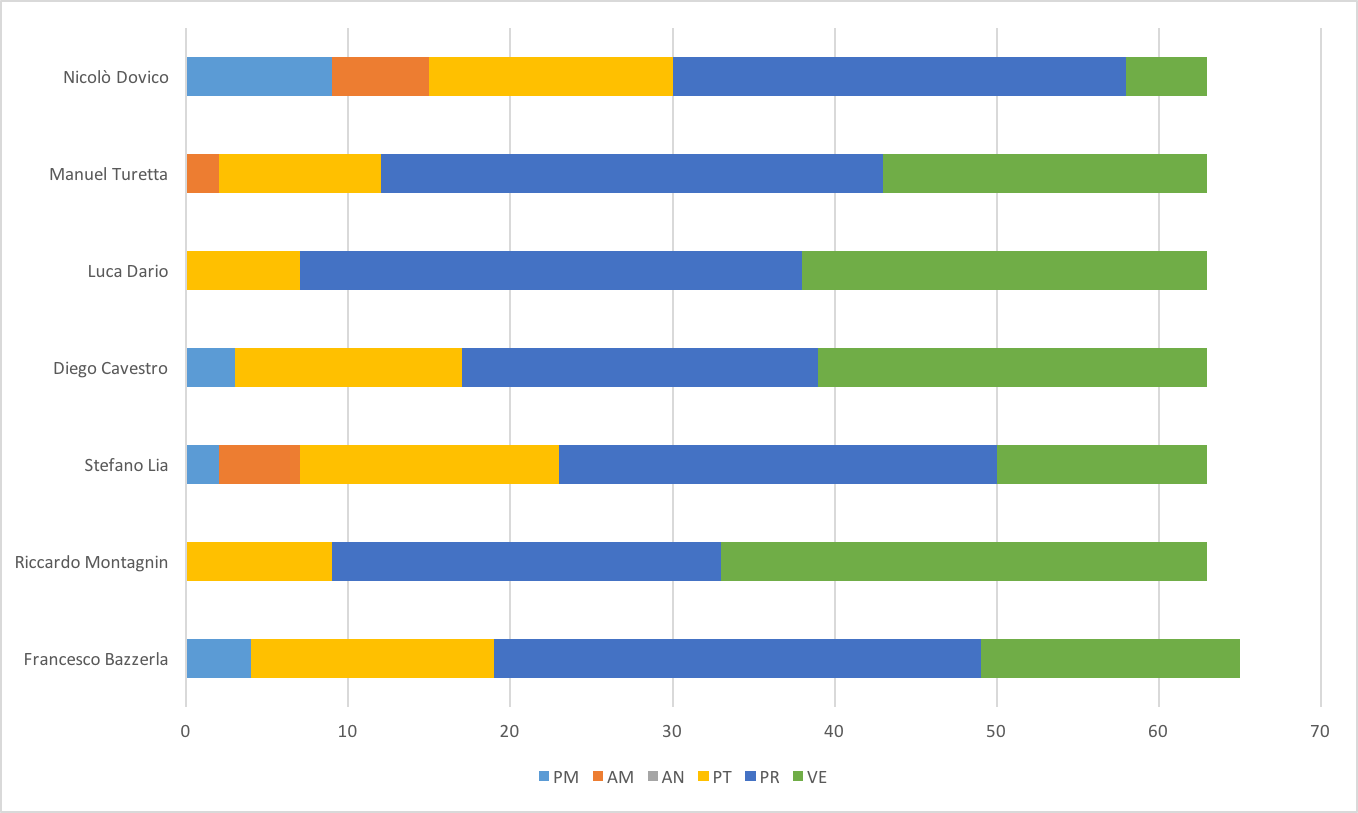 Nicolò Dovico
Manuel Turetta
Luca Dario
Diego Cavestro
Stefano Lia
Riccardo Montagnin
Francesco Bazzerla
0 10 20 30 40 50 60 70
PM AM AN PT PR VE